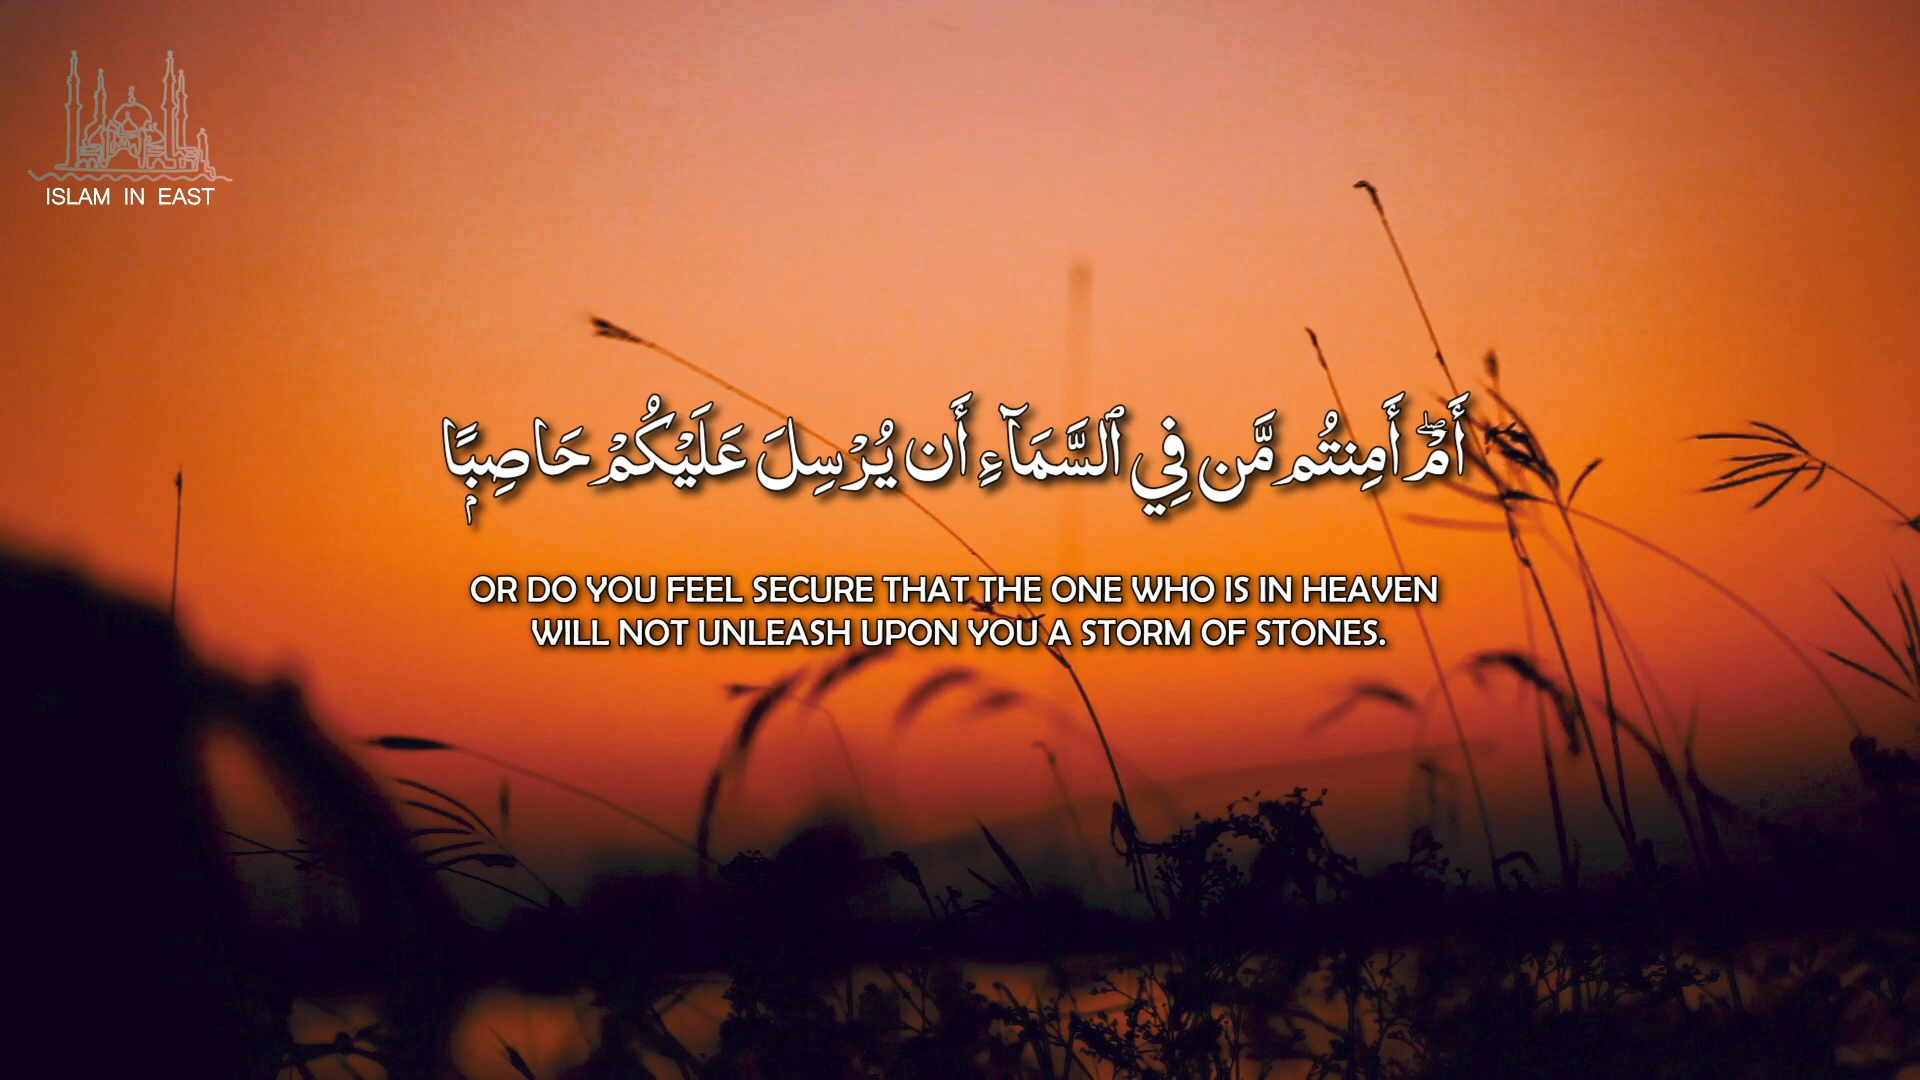 ISLAM IN EAST
أَمۡ أَمِنتُم مَّن فِي ٱلسَّمَآءِ أَن يُرۡسِلَ عَلَيۡكُمۡ حَاصِبٗاۖ
OR DO YOU FEEL SECURE THAT THE ONE WHO IS IN HEAVEN
WILL NOT UNLEASH UPON YOU A STORM OF STONES.